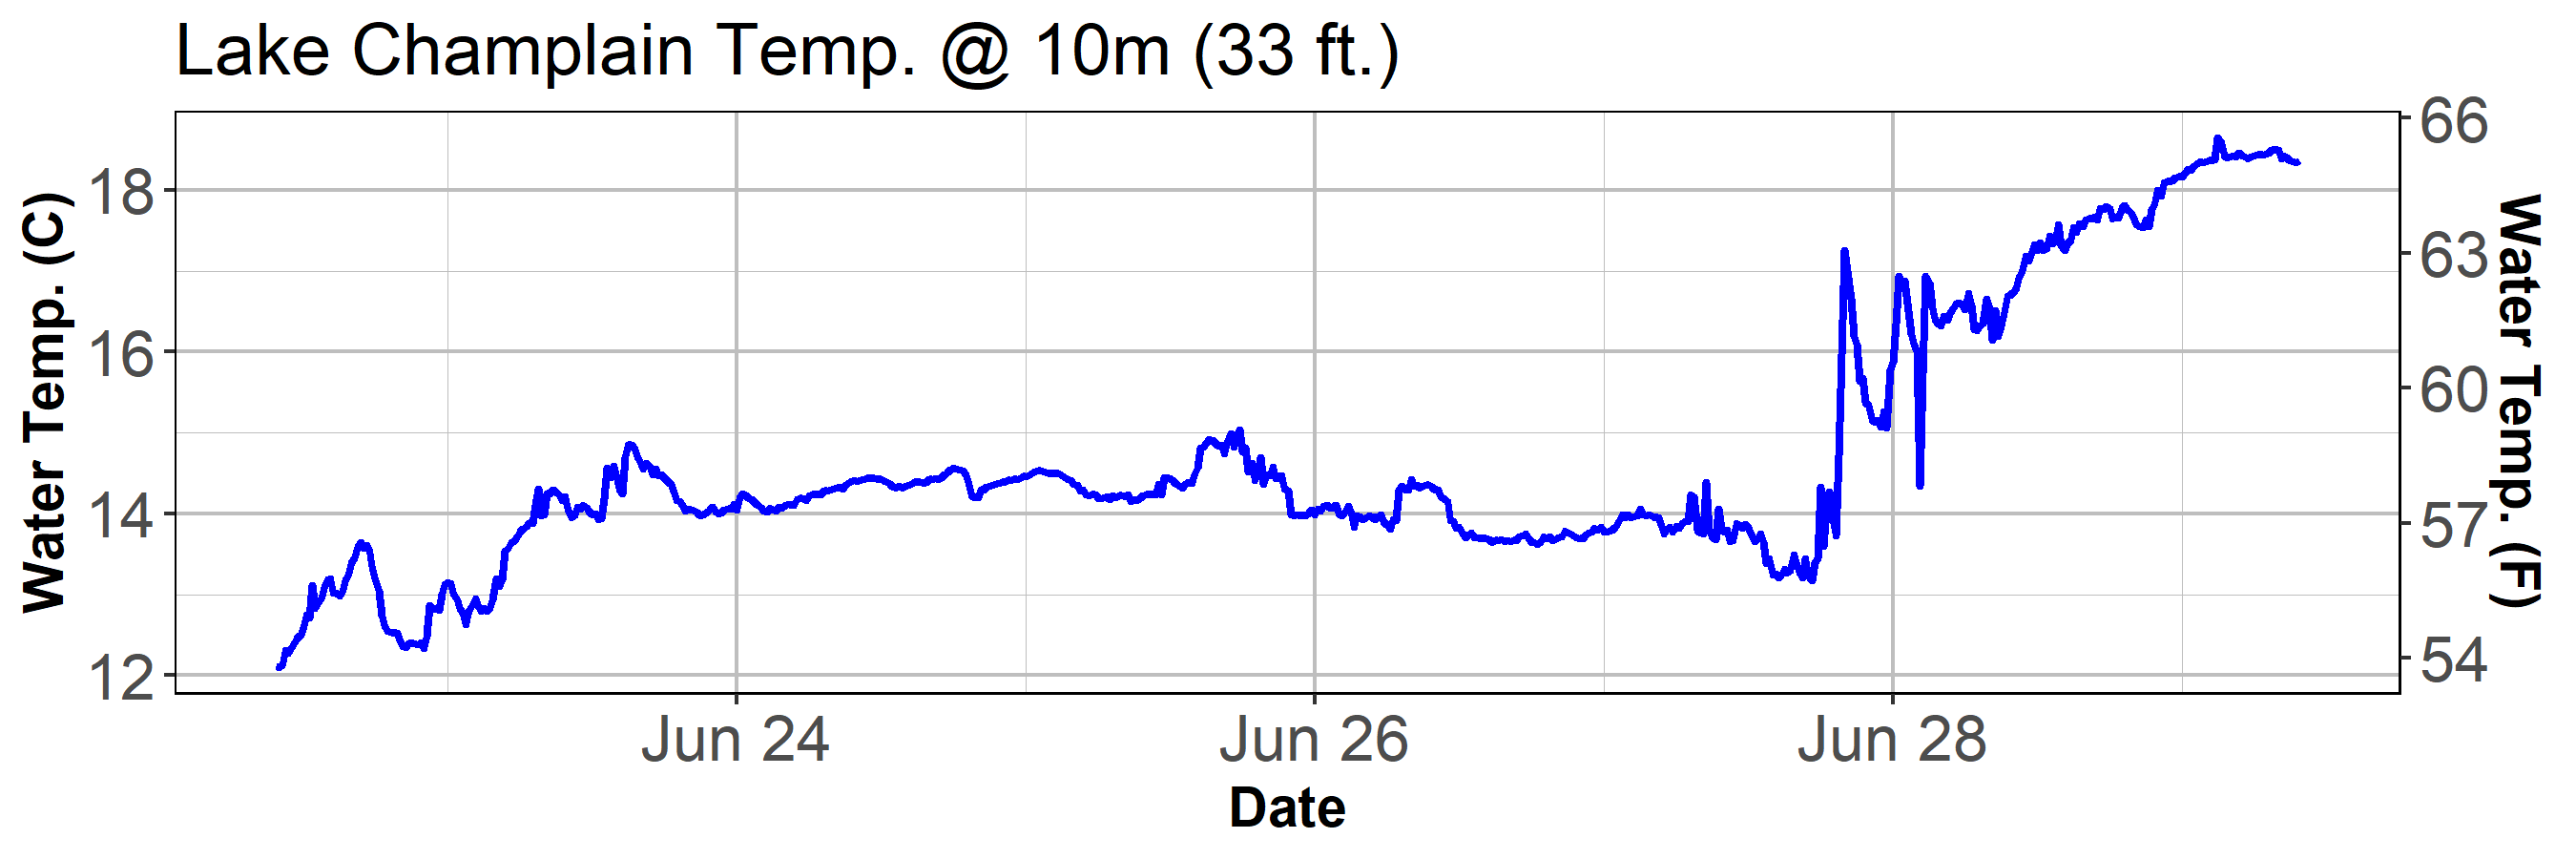 Lake Champlain Temp. @ 10m (33 ft.)
Water Temp. (C)
18
16
14
12
66
63
60
57
54
Water Temp. (F)
Jun 24
Jun 26
Jun 28
Date